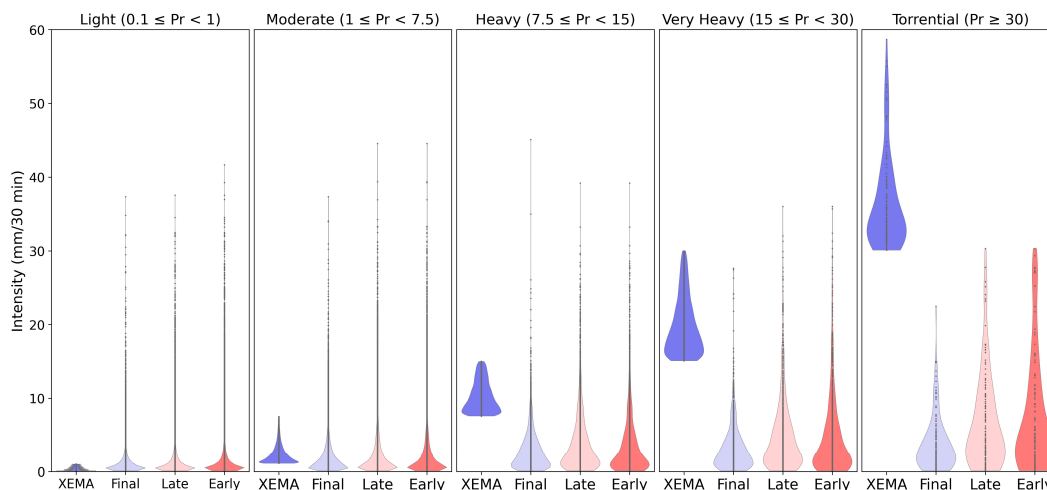 Light (0.1 ≤ Pr < 1)
Moderate (1 ≤ Pr < 7.5)
Heavy (7.5 ≤ Pr < 15)
Very Heavy (15 ≤ Pr < 30)
Torrential (Pr ≥ 30)
Intensity (mm/30 min)
60
50
40
30
20
10
0
XEMA Final Late Early
XEMA Final Late Early
XEMA Final Late Early
XEMA Final Late Early
XEMA Final Late Early